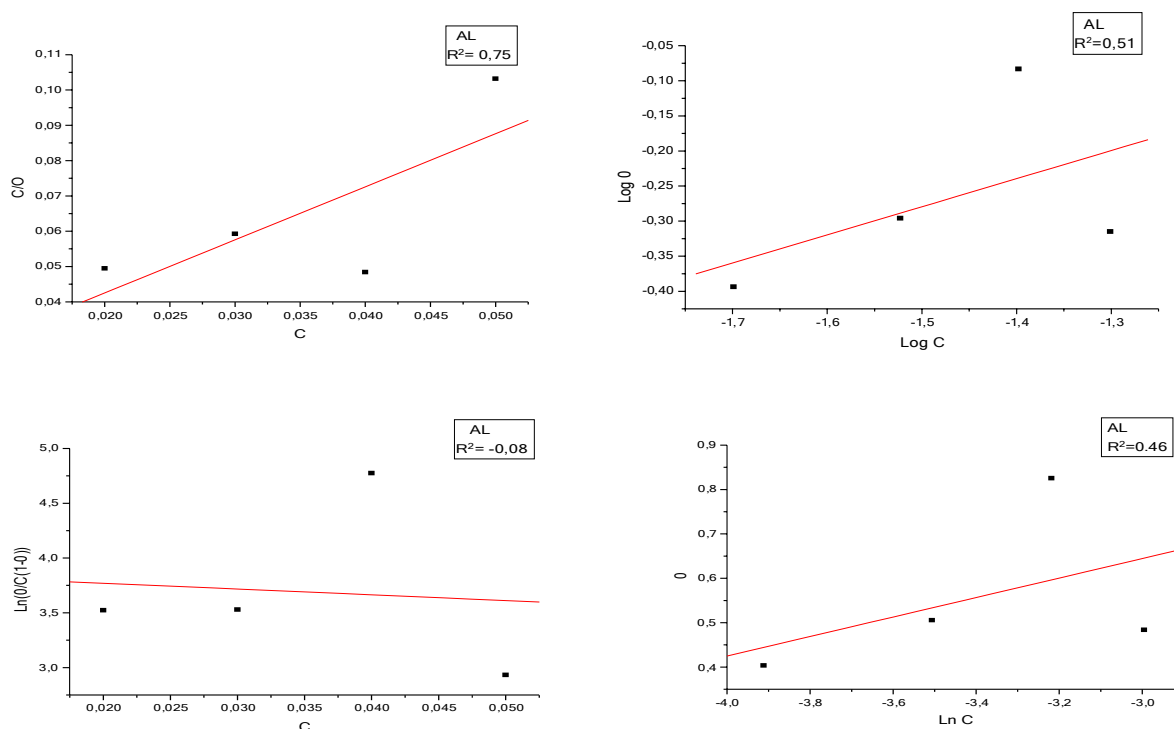 AL
R²= 0,75
0,11
0,10
0,09
0,08
0,07
0,06
0,05
0,04
C/O
0,020 0,025 0,030 0,035 0,040 0,045 0,050
C
AL
R²=0,51
-0,05
-0,10
-0,15
-0,20
-0,25
-0,30
-0,35
-0,40
Log 0
-1,7 -1,6 -1,5 -1,4 -1,3
Log C
AL
R²= -0,08
5,0
4,5
4,0
3,5
3,0
Ln(0/C(1-0))
0,020 0,025 0,030 0,035 0,040 0,045 0,050
C
AL
R²=0.46
0,9
0,8
0,7
0,6
0,5
0,4
0
-4,0 -3,8 -3,6 -3,4 -3,2 -3,0
Ln C